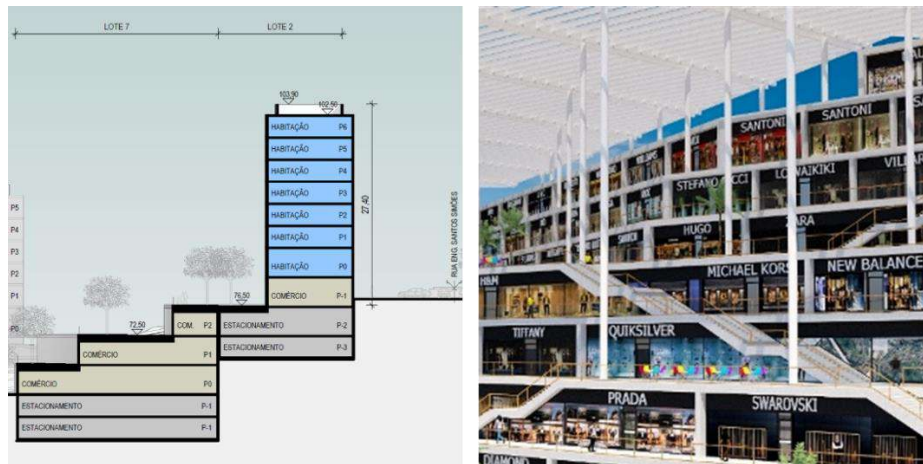 LOTE 7
LOTE 2
103,90
102,50
HABITAÇÃO P6
HABITAÇÃO P5
HABITAÇÃO P4
HABITAÇÃO P3
HABITAÇÃO P2
HABITAÇÃO P1
HABITAÇÃO P0
COMÉRCIO P-1
ESTACIONAMENTO P-2
ESTACIONAMENTO P-3
27,40
RUA ENG. SANTOS SIMÕES
76,50
72,50
P5
P4
P3
P2
P1
P0
COM. P2
COMÉRCIO P1
COMÉRCIO P0
ESTACIONAMENTO P-1
ESTACIONAMENTO P-1
SANTONI
SANTONI
LC WAIKIKI
HUGO
ZARA
MICHAEL KORS
NEW BALANCE
H&M
TIFFANY
QUIKSILVER
PRADA
SWAROVSKI
DIAMOND